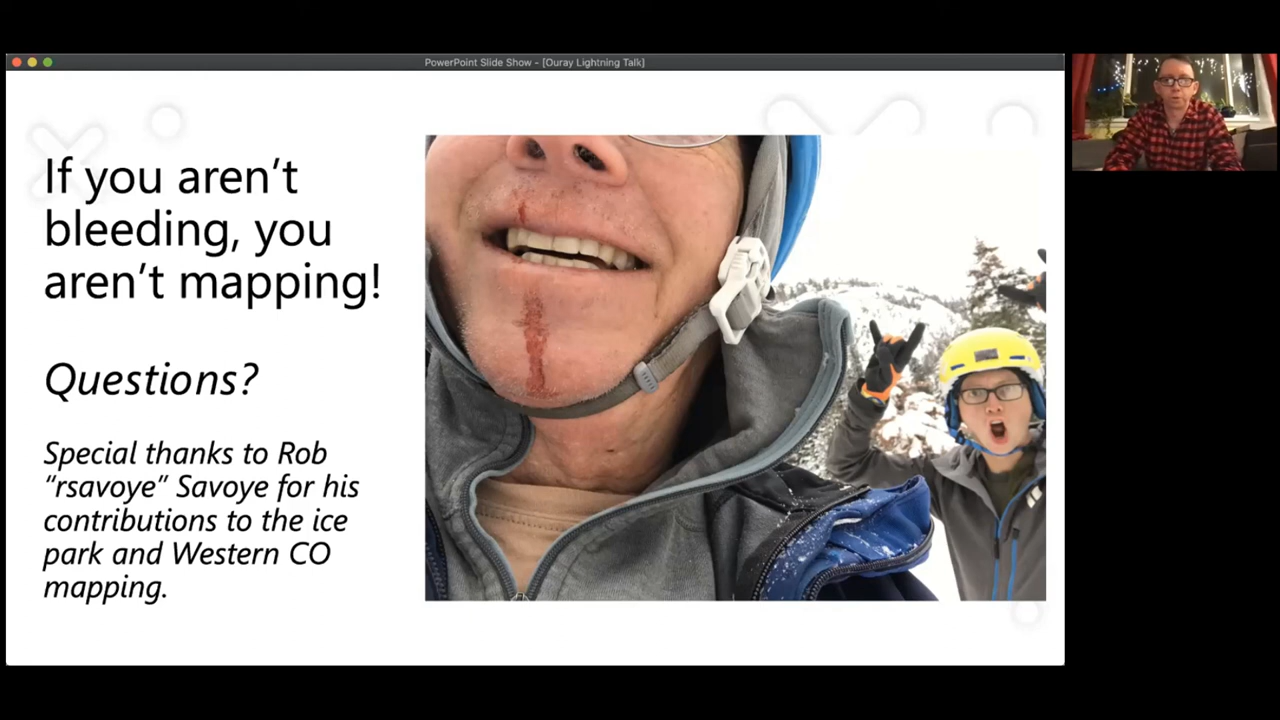 PowerPoint Slide Show - [Ouray Lightning Talk]
If you aren’t
bleeding, you
aren’t mapping!
Questions?
Special thanks to Rob
“rsavoye” Savoye for his
contributions to the ice
park and Western CO
mapping.